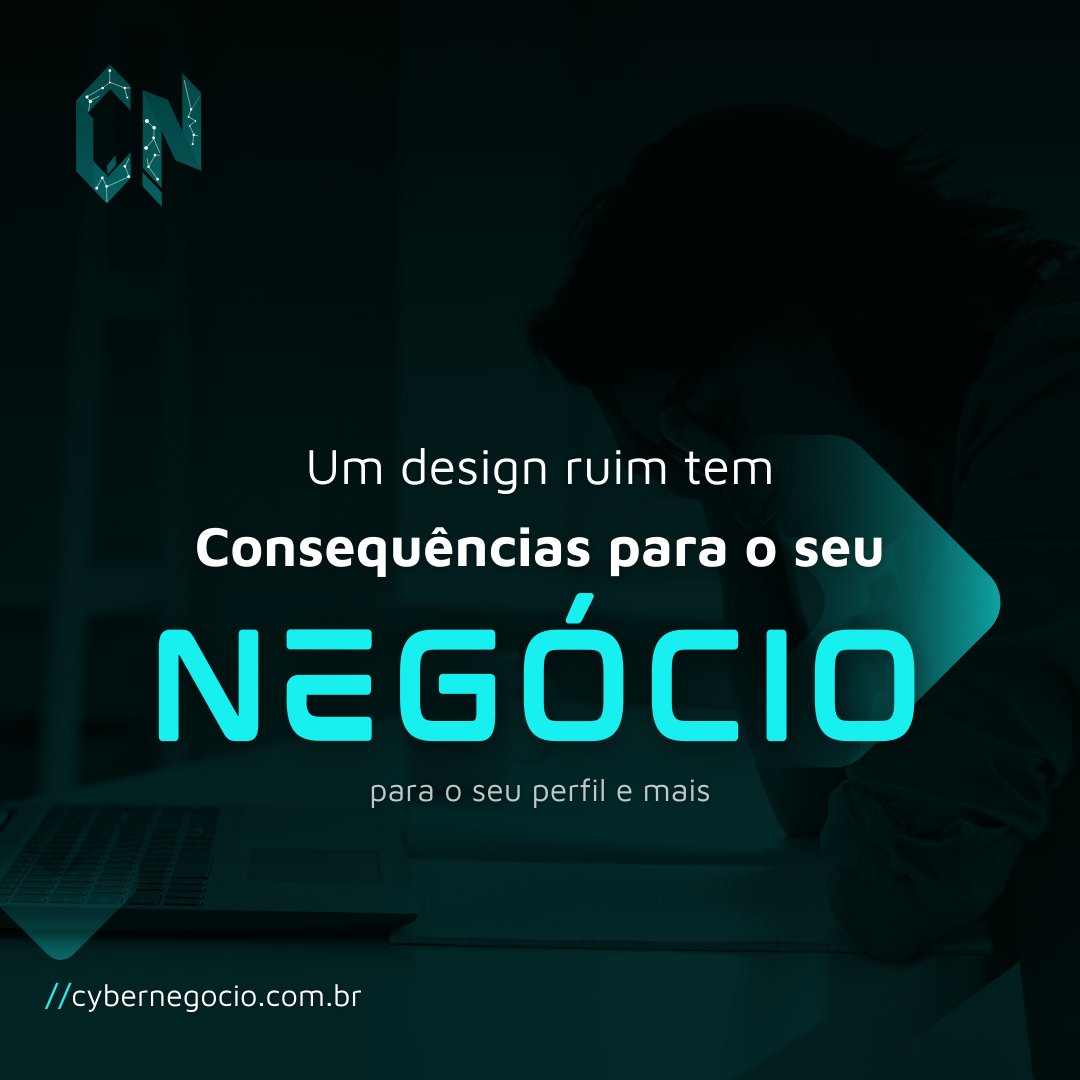 CN
Um design ruim tem
Consequências para o seu
NEGÓCIO
para o seu perfil e mais
//cybernegocio.com.br